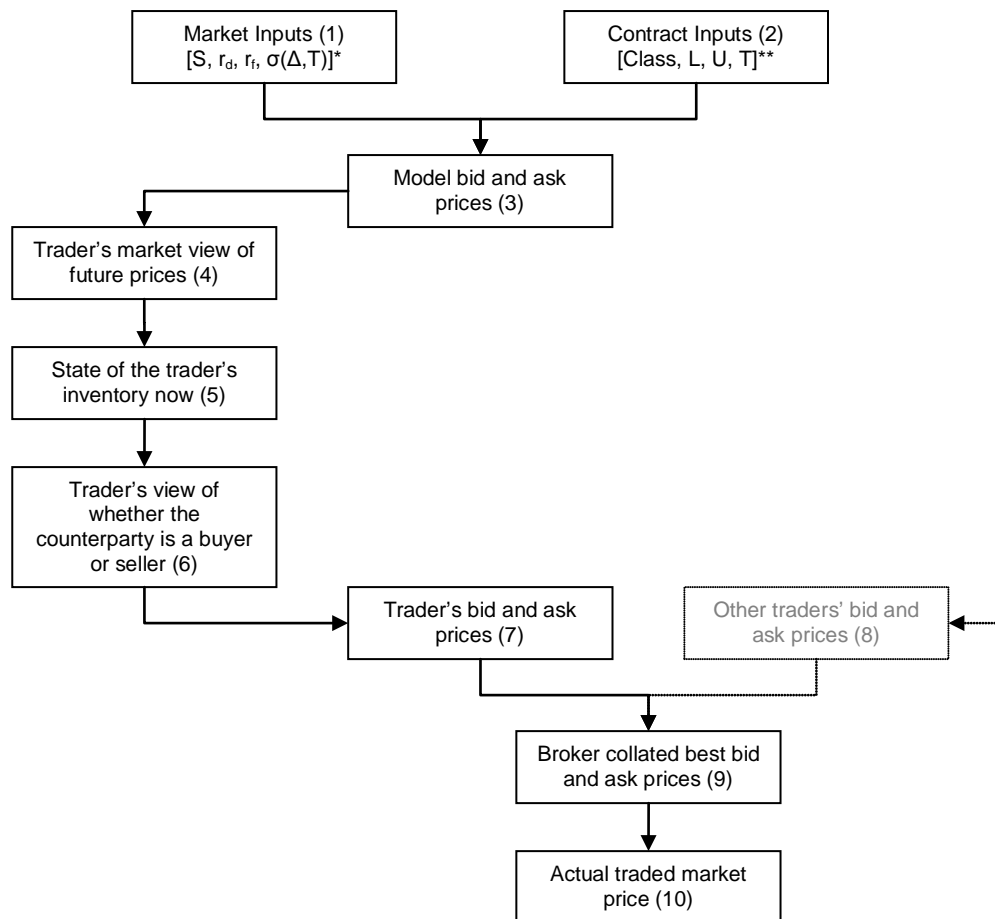 Market Inputs (1)
[S, r_d, r_f, σ(Δ,T)]*
Contract Inputs (2)
[Class, L, U, T]**
Model bid and ask
prices (3)
Trader’s market view of
future prices (4)
State of the trader’s
inventory now (5)
Trader’s view of
whether the
counterparty is a buyer
or seller (6)
Trader’s bid and ask
prices (7)
Other traders’ bid and
ask prices (8)
Broker collated best bid
and ask prices (9)
Actual traded market
price (10)